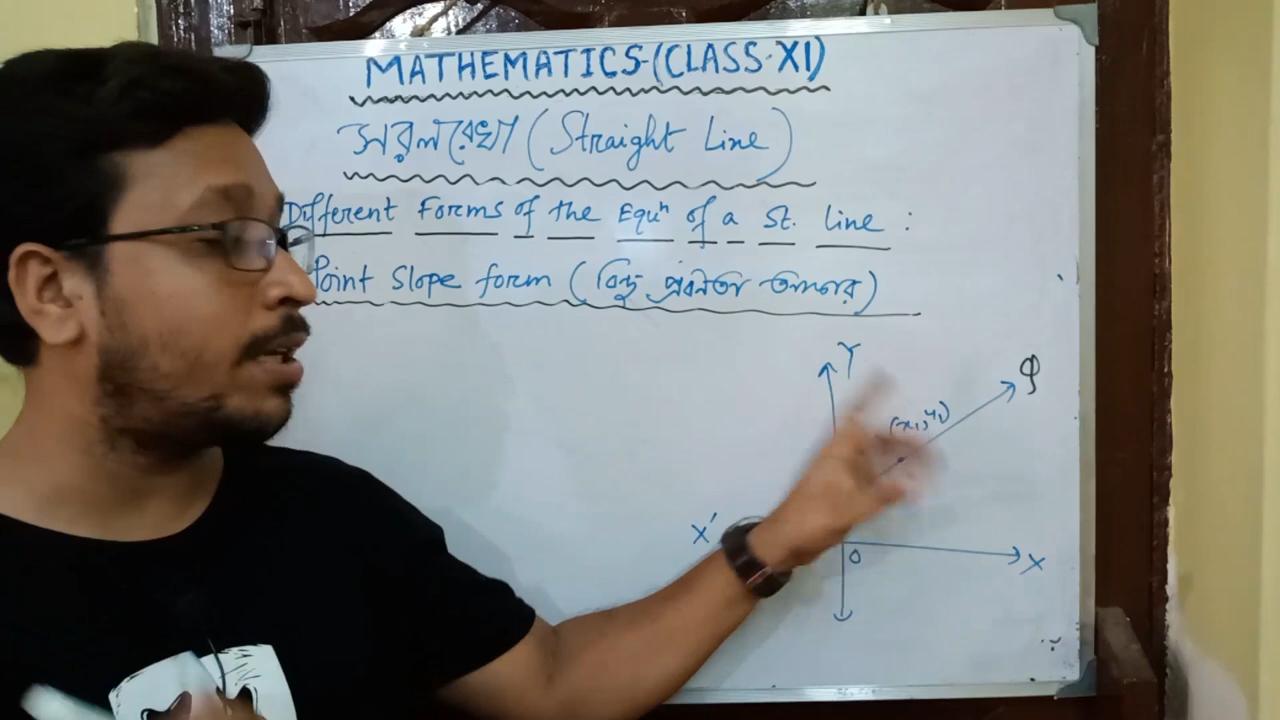 MATHEMATICS-(CLASS-XI)
সরলরেখা (Straight Line)
Different Forms of the Equⁿ of a St. line :
Point Slope form (বিন্দু প্রবনতা আকার)
Y
Q
(x₁,y₁)
X'
O
X